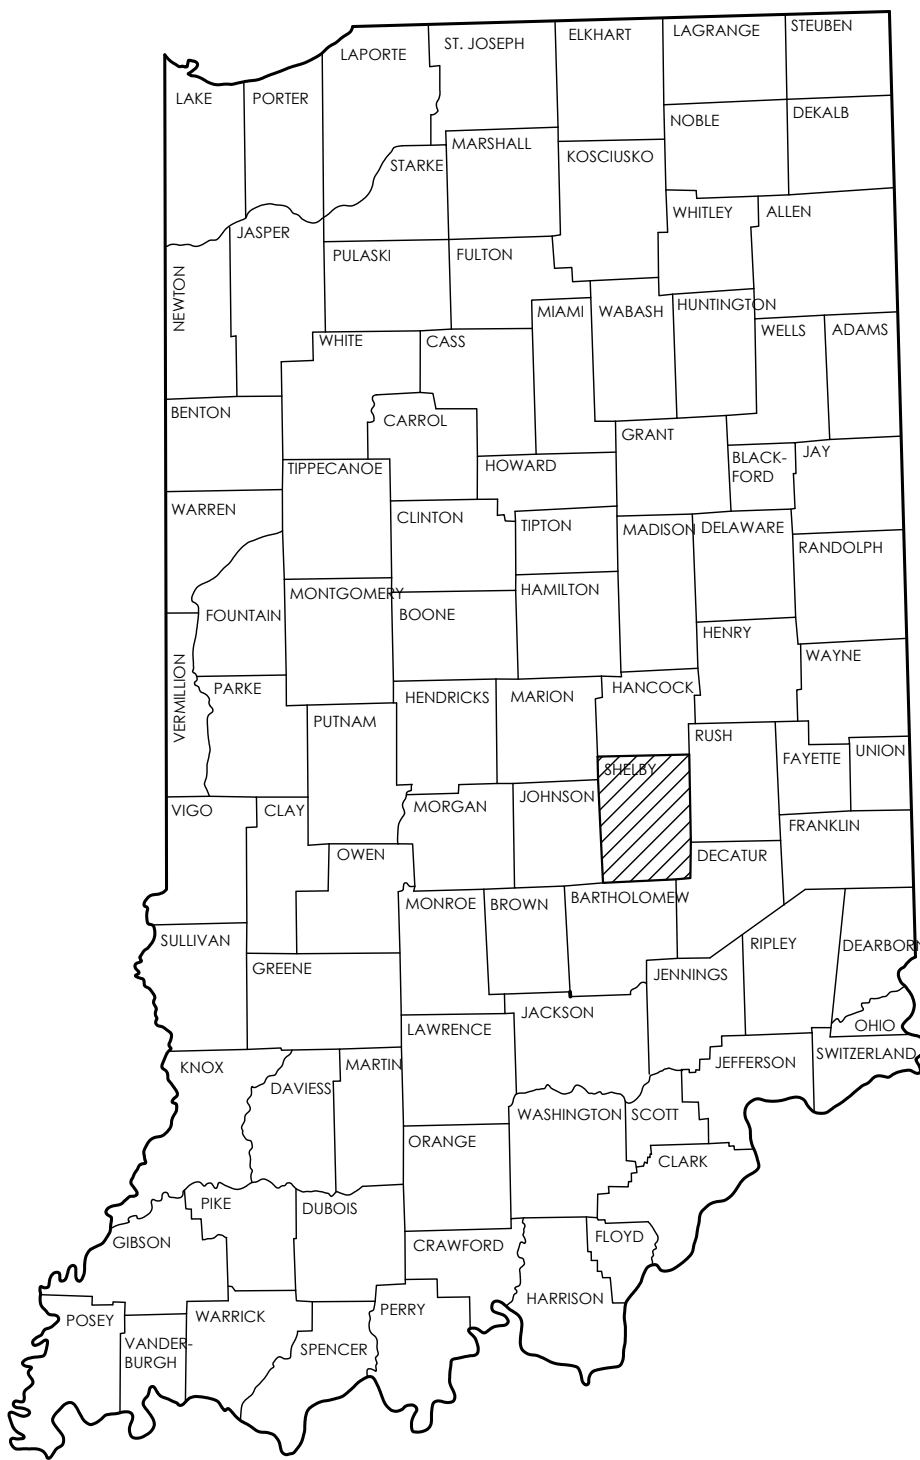 STEUBEN
LAGRANGE
ELKHART
ST. JOSEPH
LAPORTE
LAKE
PORTER
NOBLE
DEKALB
MARSHALL
STARKE
KOSCIUSKO
WHITLEY
ALLEN
JASPER
PULASKI
FULTON
NEWTON
MIAMI
WABASH
HUNTINGTON
WHITE
CASS
WELLS
ADAMS
BENTON
CARROL
GRANT
TIPPECANOE
HOWARD
BLACK-
FORD
JAY
WARREN
CLINTON
TIPTON
MADISON
DELAWARE
RANDOLPH
MONTGOMERY
HAMILTON
FOUNTAIN
BOONE
HENRY
WAYNE
VERMILLION
PARKE
HENDRICKS
MARION
HANCOCK
PUTNAM
RUSH
FAYETTE
UNION
SHELBY
VIGO
CLAY
MORGAN
JOHNSON
FRANKLIN
OWEN
DECATUR
MONROE
BROWN
BARTHOLOMEW
SULLIVAN
RIPLEY
DEARBORN
GREENE
JENNINGS
JACKSON
OHIO
LAWRENCE
KNOX
MARTIN
JEFFERSON
SWITZERLAND
DAVIESS
WASHINGTON
SCOTT
ORANGE
CLARK
PIKE
DUBOIS
GIBSON
CRAWFORD
FLOYD
HARRISON
POSEY
WARRICK
PERRY
VANDER-
BURGH
SPENCER